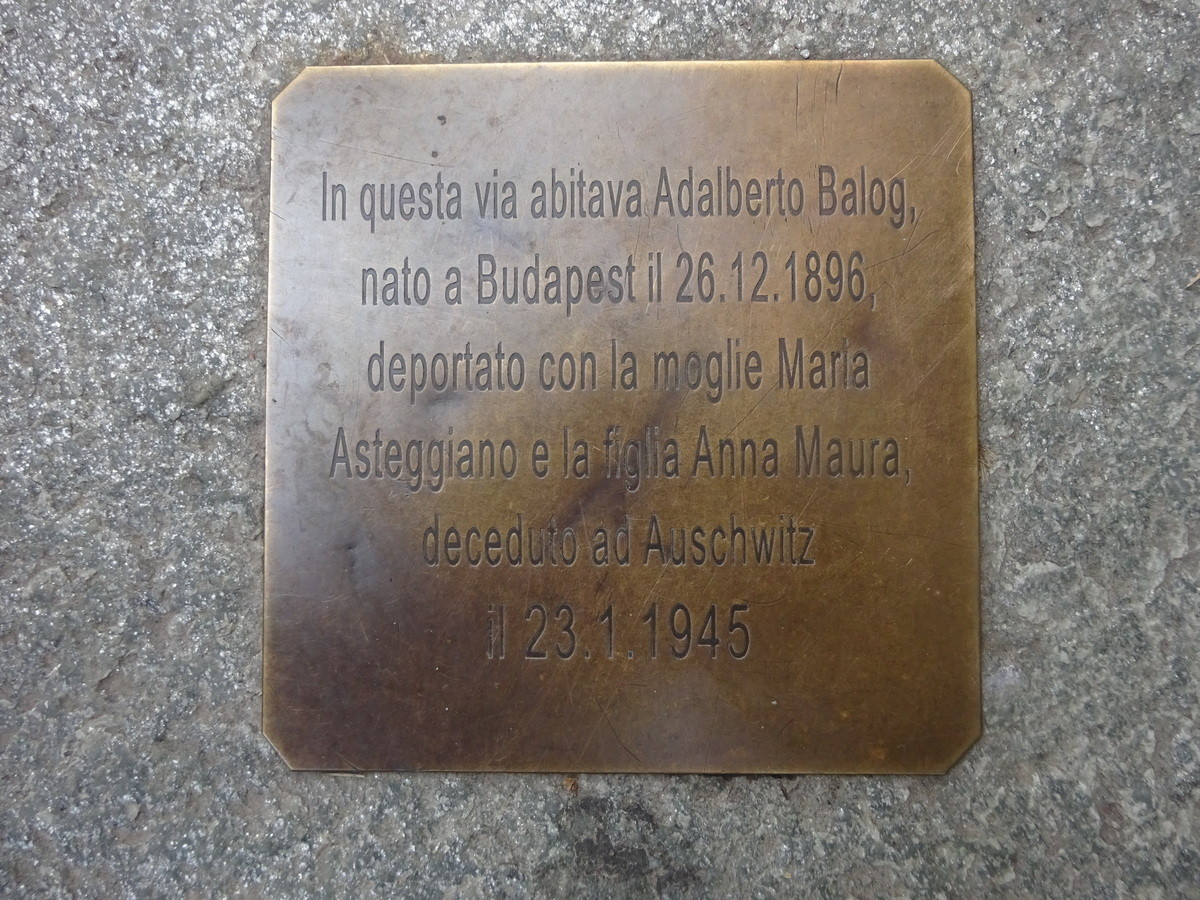 In questa via abitava Adalberto Balog,
nato a Budapest il 26.12.1896,
deportato con la moglie Maria
Asteggiano e la figlia Anna Maura,
deceduto ad Auschwitz
il 23.1.1945